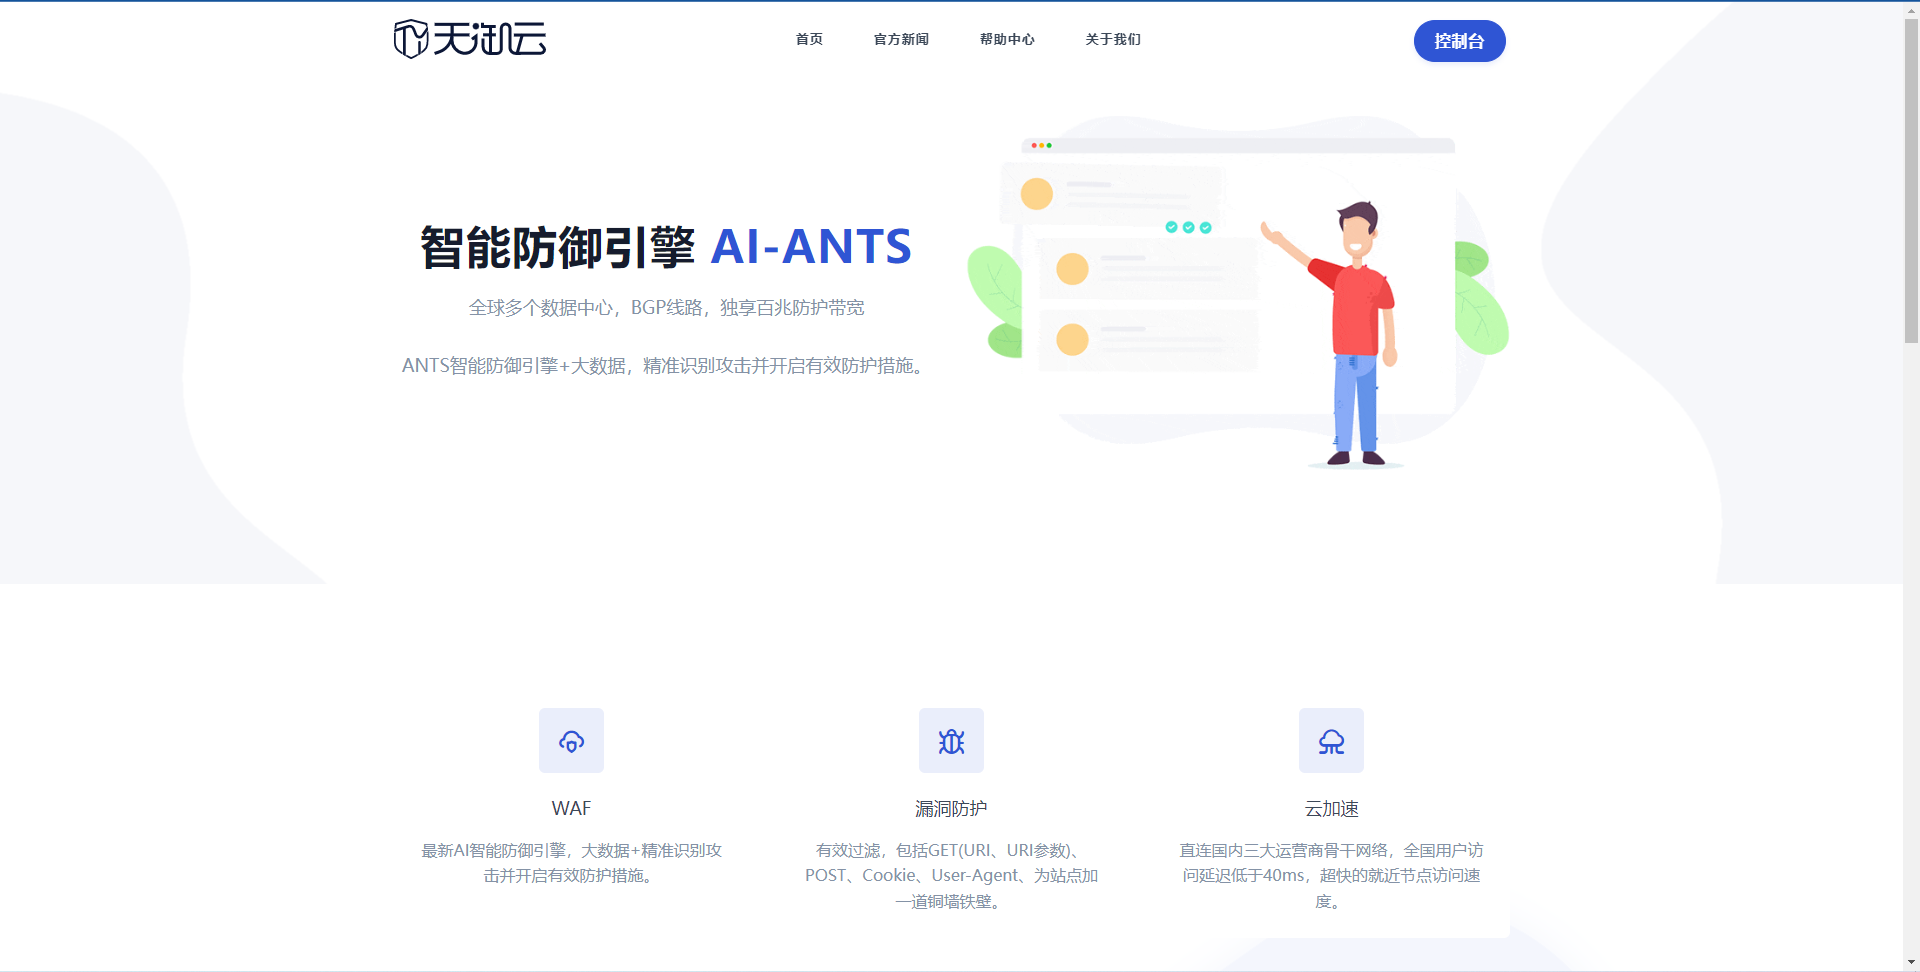 天御云
首页
官方新闻
帮助中心
关于我们
控制台
智能防御引擎 AI-ANTS
全球多个数据中心，BGP线路，独享百兆防护带宽
ANTS智能防御引擎+大数据，精准识别攻击并开启有效防护措施。
WAF
最新AI智能防御引擎，大数据+精准识别攻
击并开启有效防护措施。
漏洞防护
有效过滤，包括GET(URI、URI参数)、
POST、Cookie、User-Agent、为站点加
一道铜墙铁壁。
云加速
直连国内三大运营商骨干网络，全国用户访
问延迟低于40ms，超快的就近节点访问速
度。